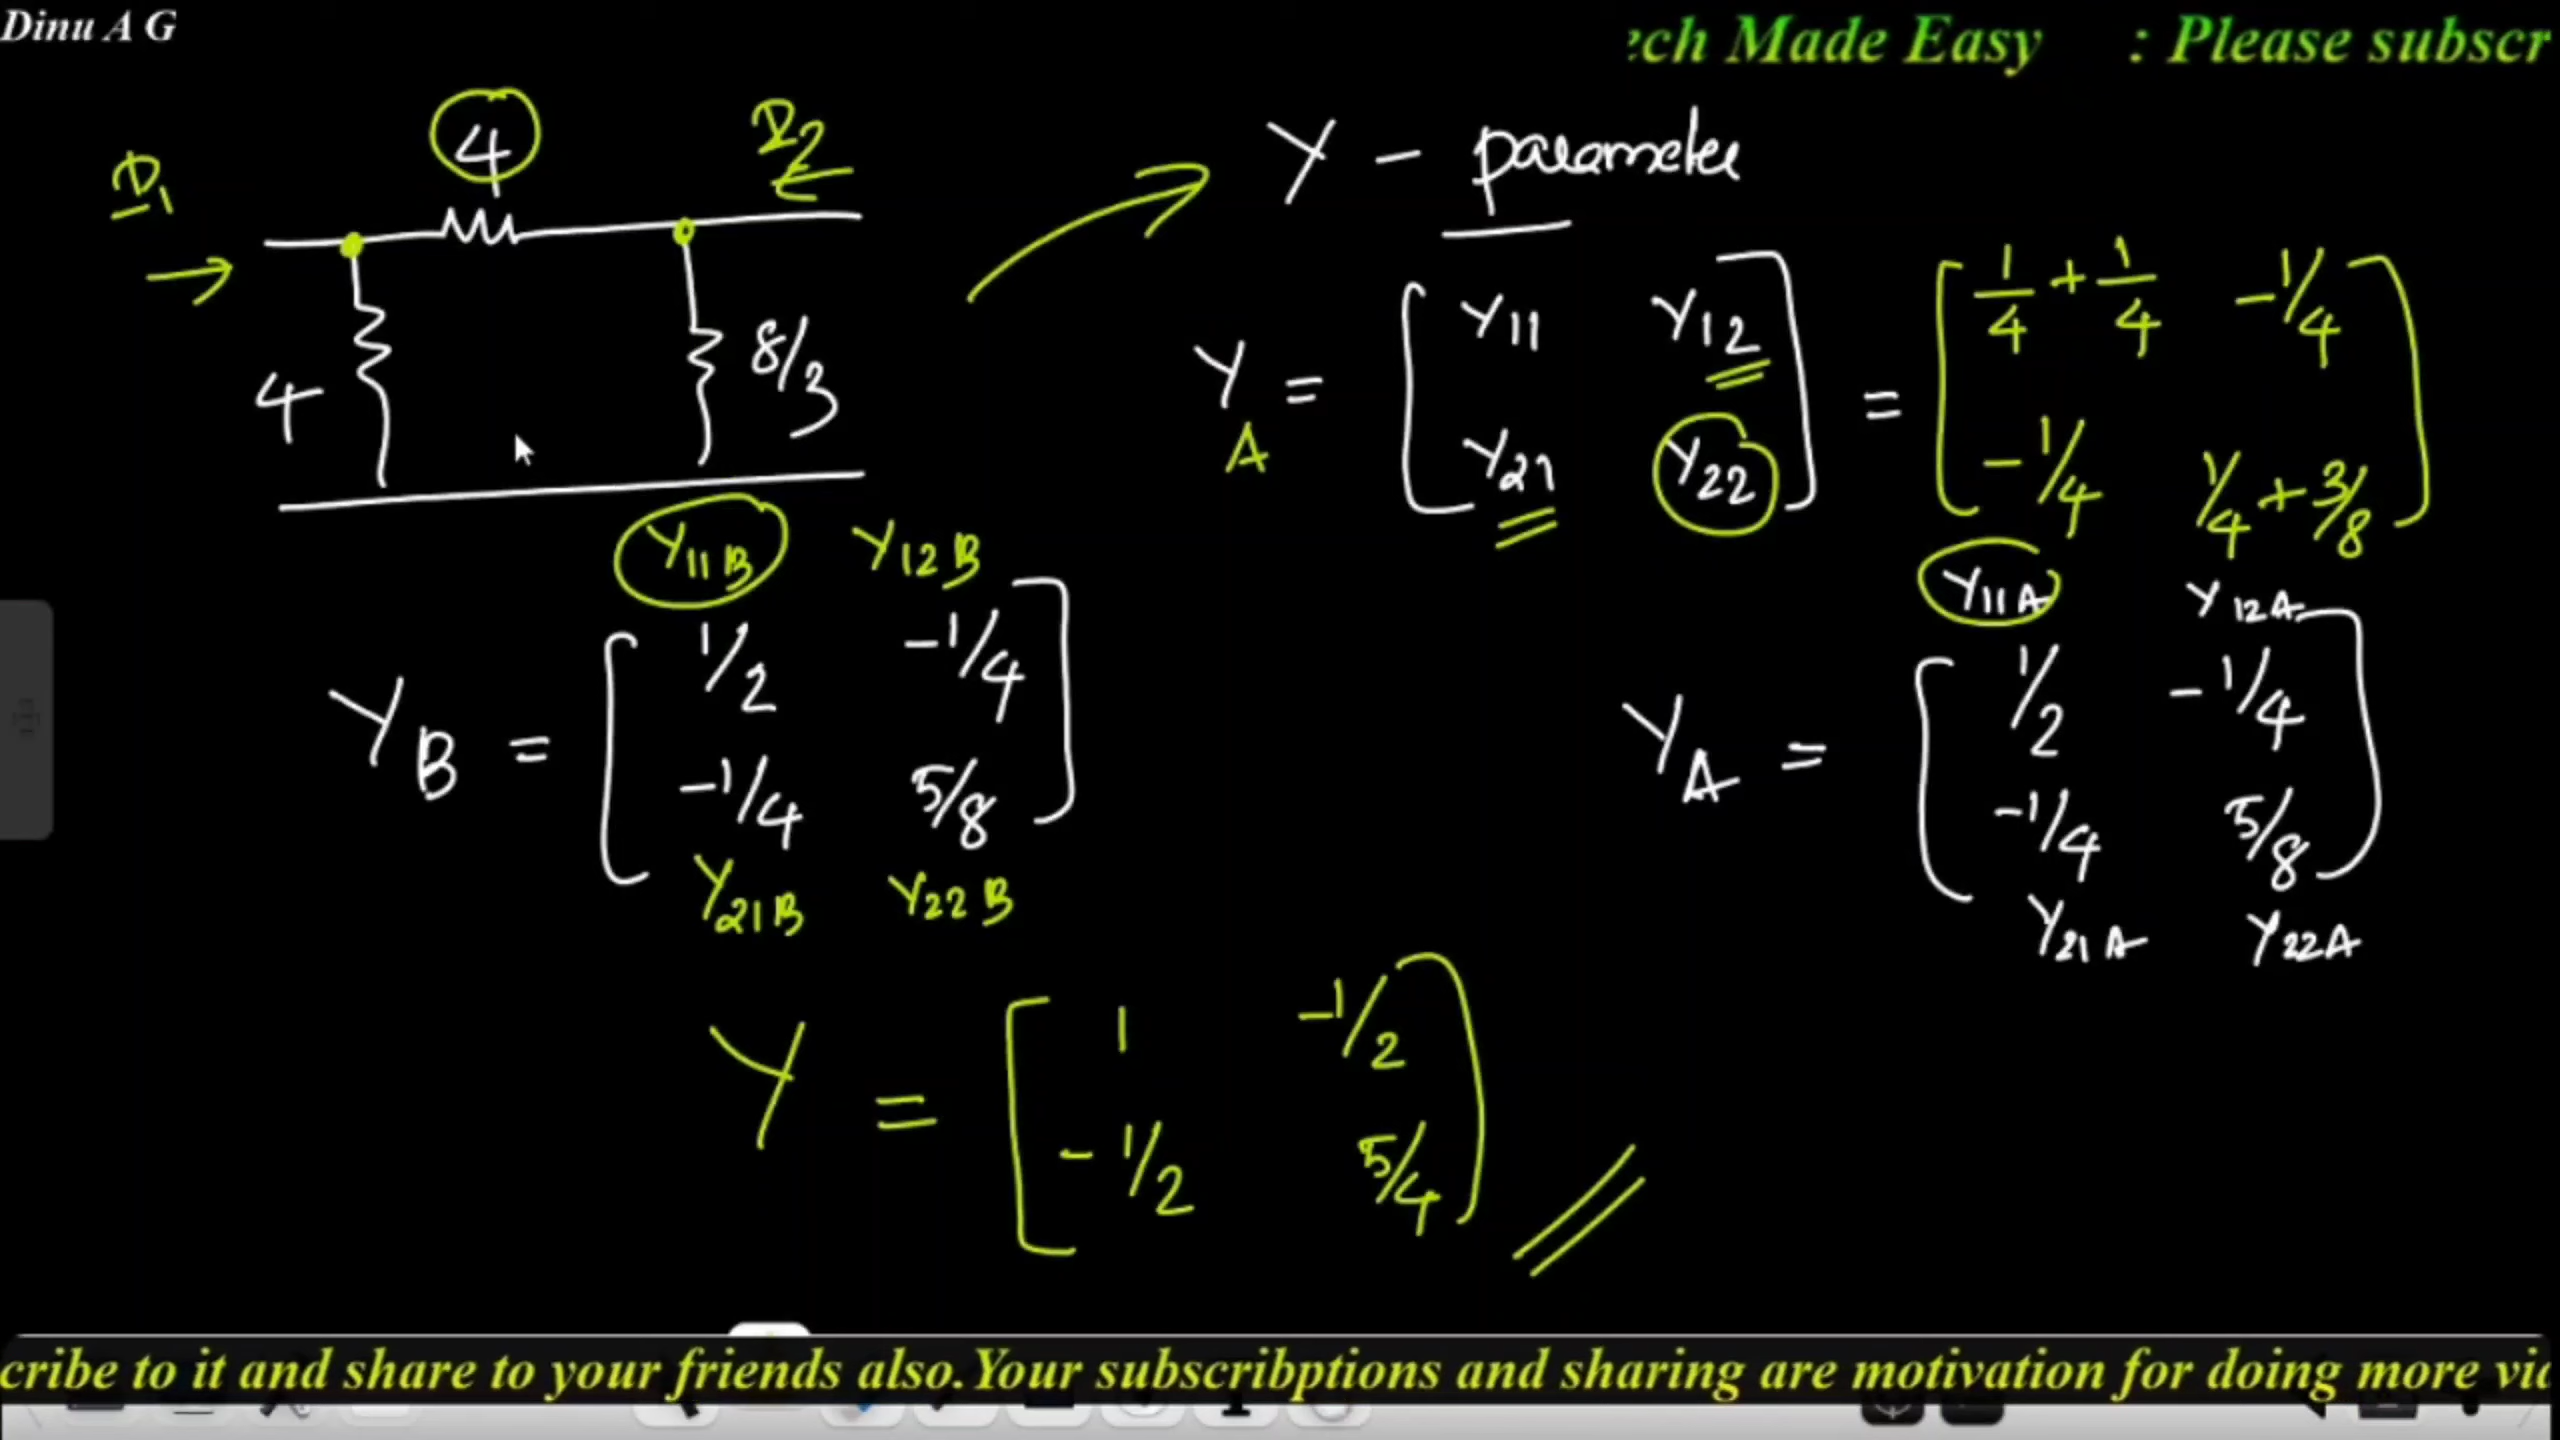 Dinu A G
ech Made Easy : Please subscr
4
I1
I2
4
8/3
Y - parameter
Y A = [ Y11 Y12 ] = [ 1/4 + 1/4 -1/4 ]
[ Y21 Y22 ] [ -1/4 1/4 + 3/8 ]
Y11B Y12B
YB = [ 1/2 -1/4 ]
[ -1/4 5/8 ]
Y21B Y22B
Y11A Y12A
YA = [ 1/2 -1/4 ]
[ -1/4 5/8 ]
Y21A Y22A
Y = [ 1 -1/2 ]
[ -1/2 5/4 ]
cribe to it and share to your friends also.Your subscribptions and sharing are motivation for doing more vid